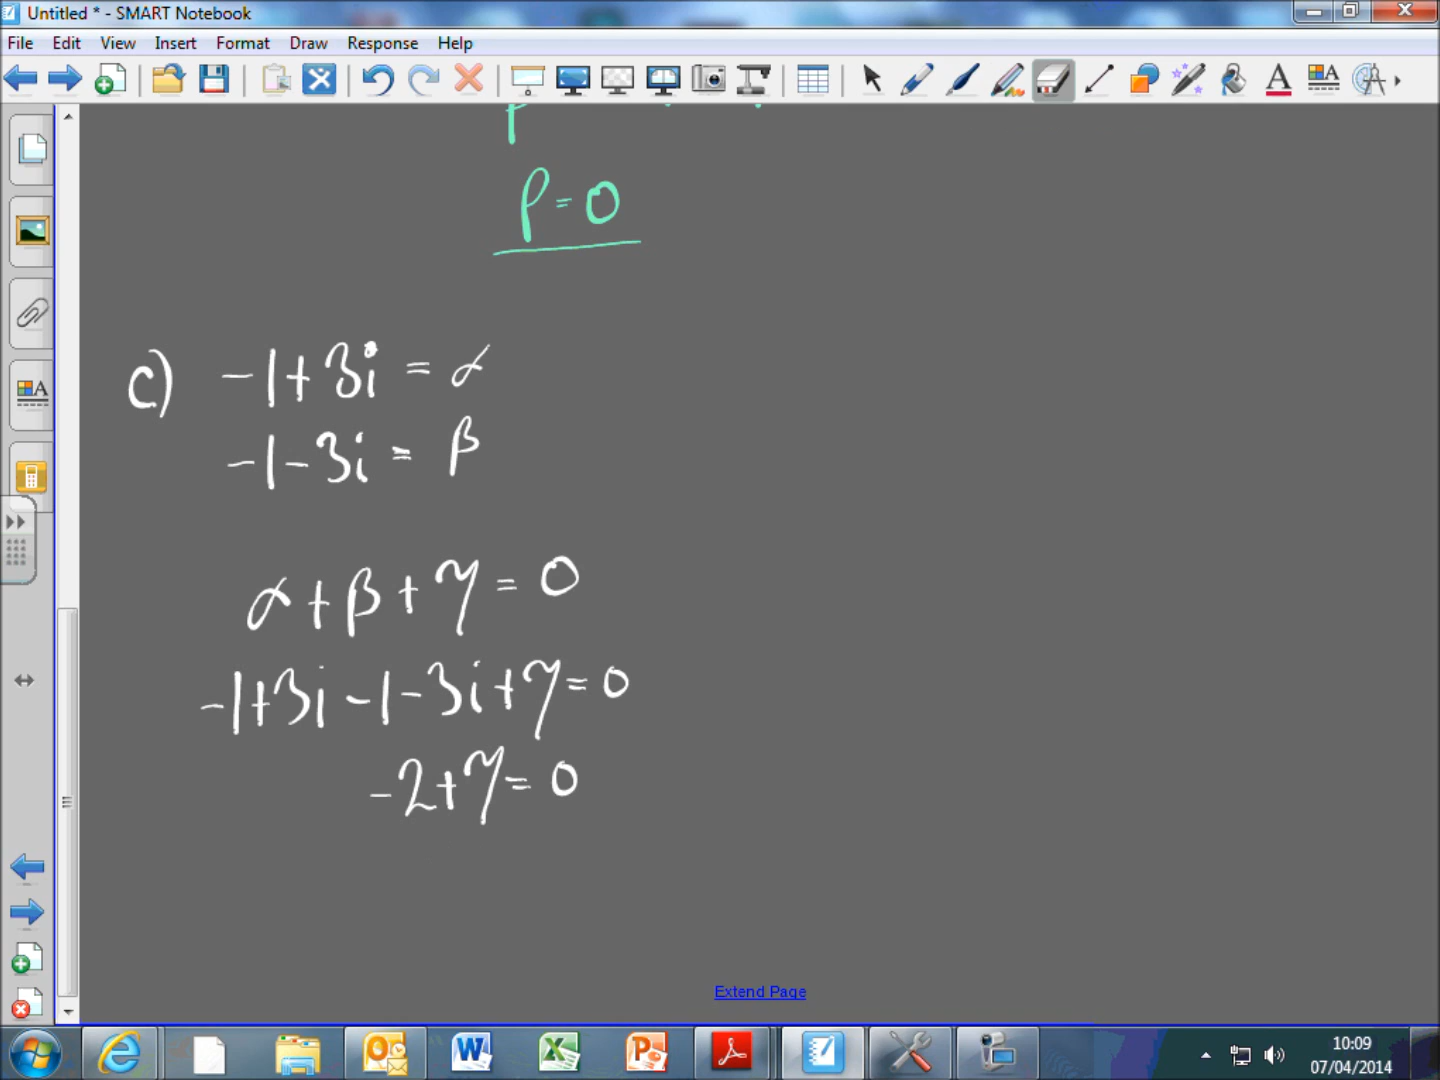 Untitled * - SMART Notebook
File Edit View Insert Format Draw Response Help
p = 0
c) -1+3i = α
-1-3i = β
α + β + γ = 0
-1+3i -1-3i+γ=0
-2+γ=0
Extend Page
10:09
07/04/2014